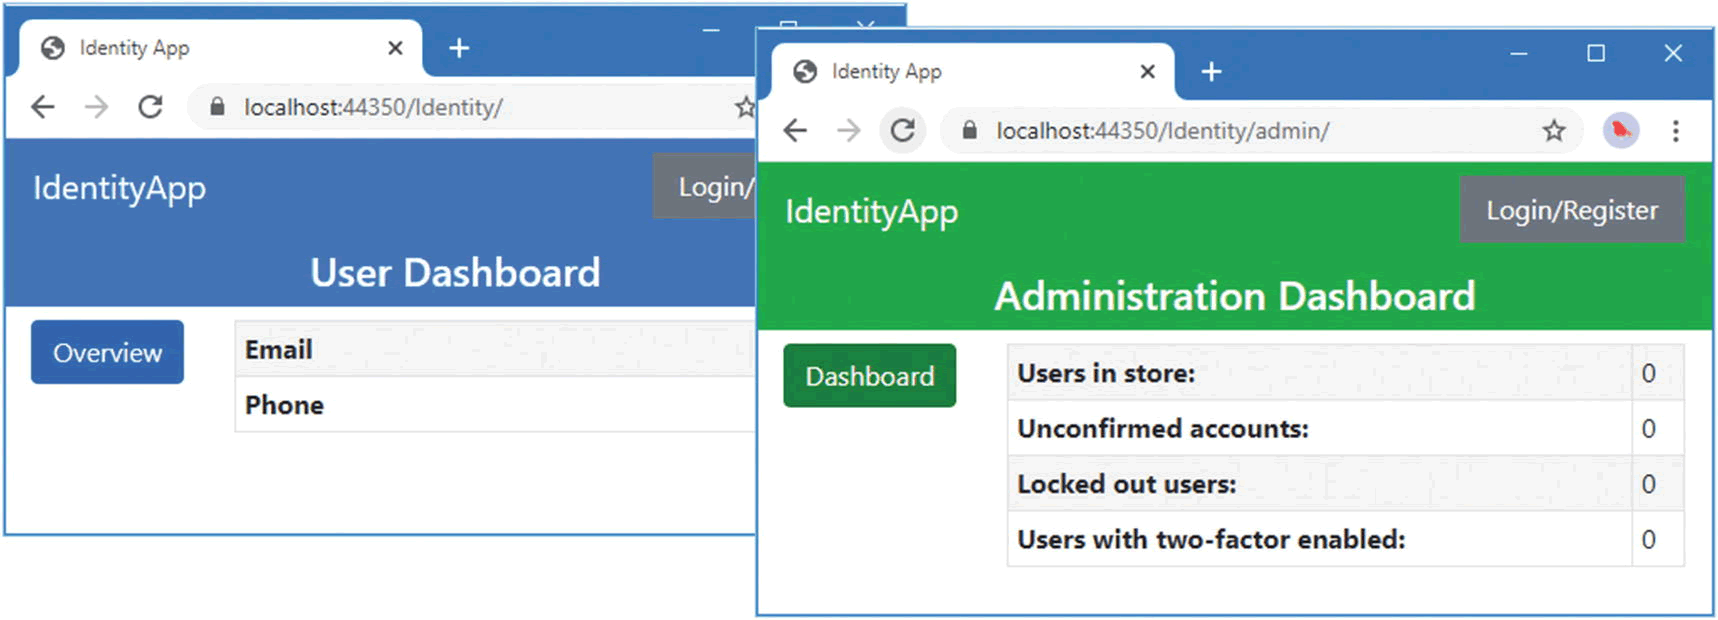 Identity App
localhost:44350/Identity/
IdentityApp
Login/
User Dashboard
Overview
Email
Phone
Identity App
localhost:44350/Identity/admin/
IdentityApp
Login/Register
Administration Dashboard
Dashboard
Users in store: 0
Unconfirmed accounts: 0
Locked out users: 0
Users with two-factor enabled: 0